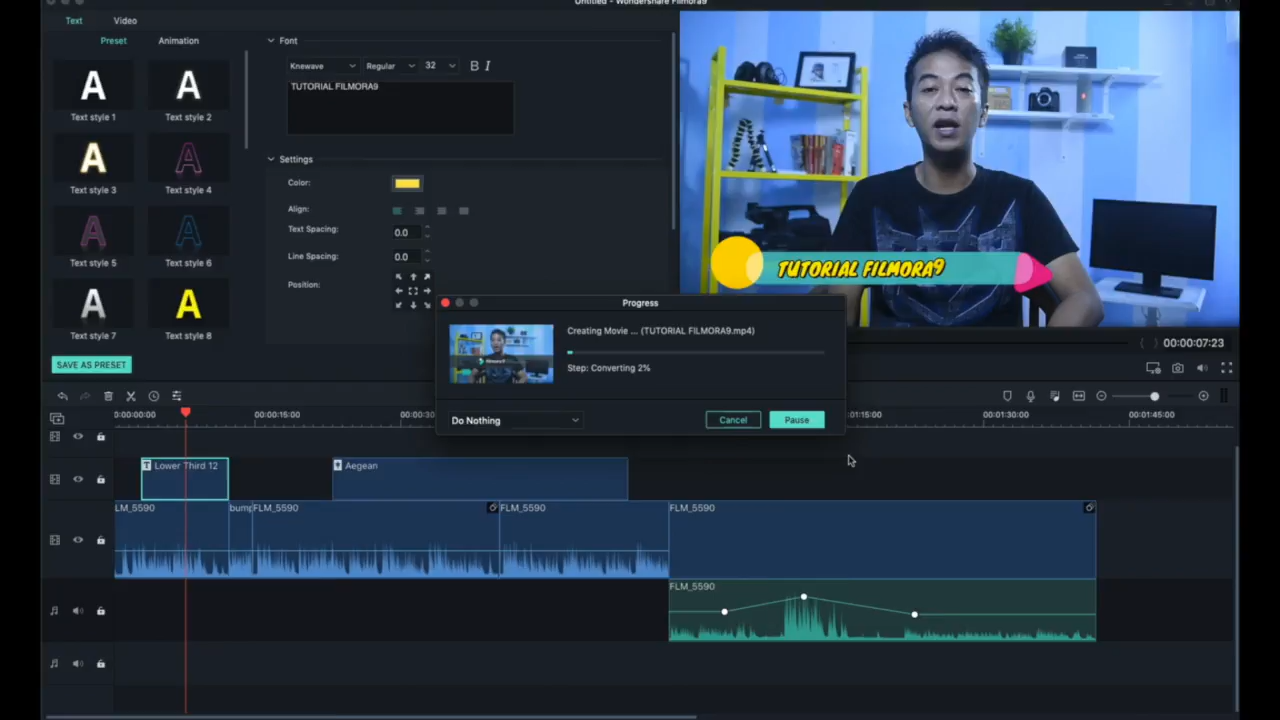 Untitled - Wondershare Filmora9
Text Video
Preset Animation
Font
Knewave Regular 32 B I
TUTORIAL FILMORA9
A A
Text style 1 Text style 2
A A
Text style 3 Text style 4
A A
Text style 5 Text style 6
A A
Text style 7 Text style 8
SAVE AS PRESET
Settings
Color:
Align:
Text Spacing: 0.0
Line Spacing: 0.0
Position:
TUTORIAL FILMORA9
00:00:07:23
Progress
Creating Movie ... (TUTORIAL FILMORA9.mp4)
Step: Converting 2%
Do Nothing Cancel Pause
0:00:00:00 00:00:15:00 00:00:30 :01:15:00 00:01:30:00 00:01:45:00
T Lower Third 12 Aegean
LM_5590 bump FLM_5590 FLM_5590 FLM_5590
FLM_5590